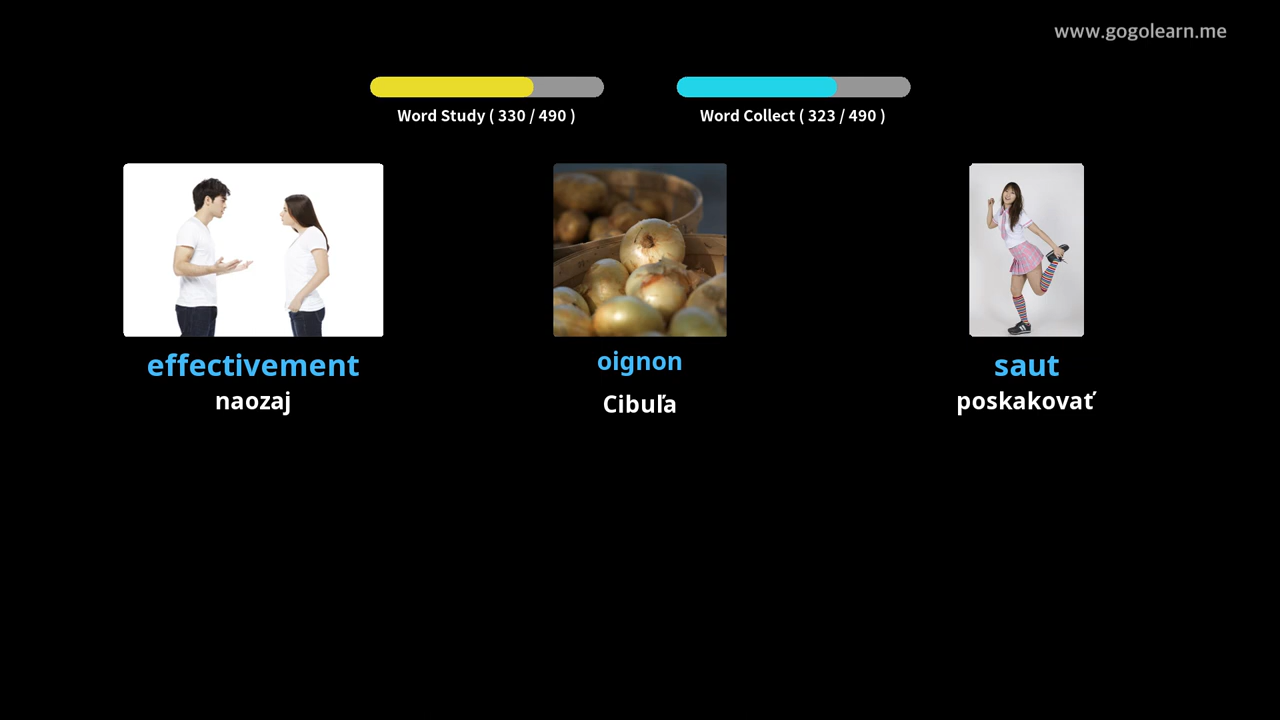 www.gogolearn.me
Word Study ( 330 / 490 )
Word Collect ( 323 / 490 )
effectivement
naozaj
oignon
Cibuľa
saut
poskakovať